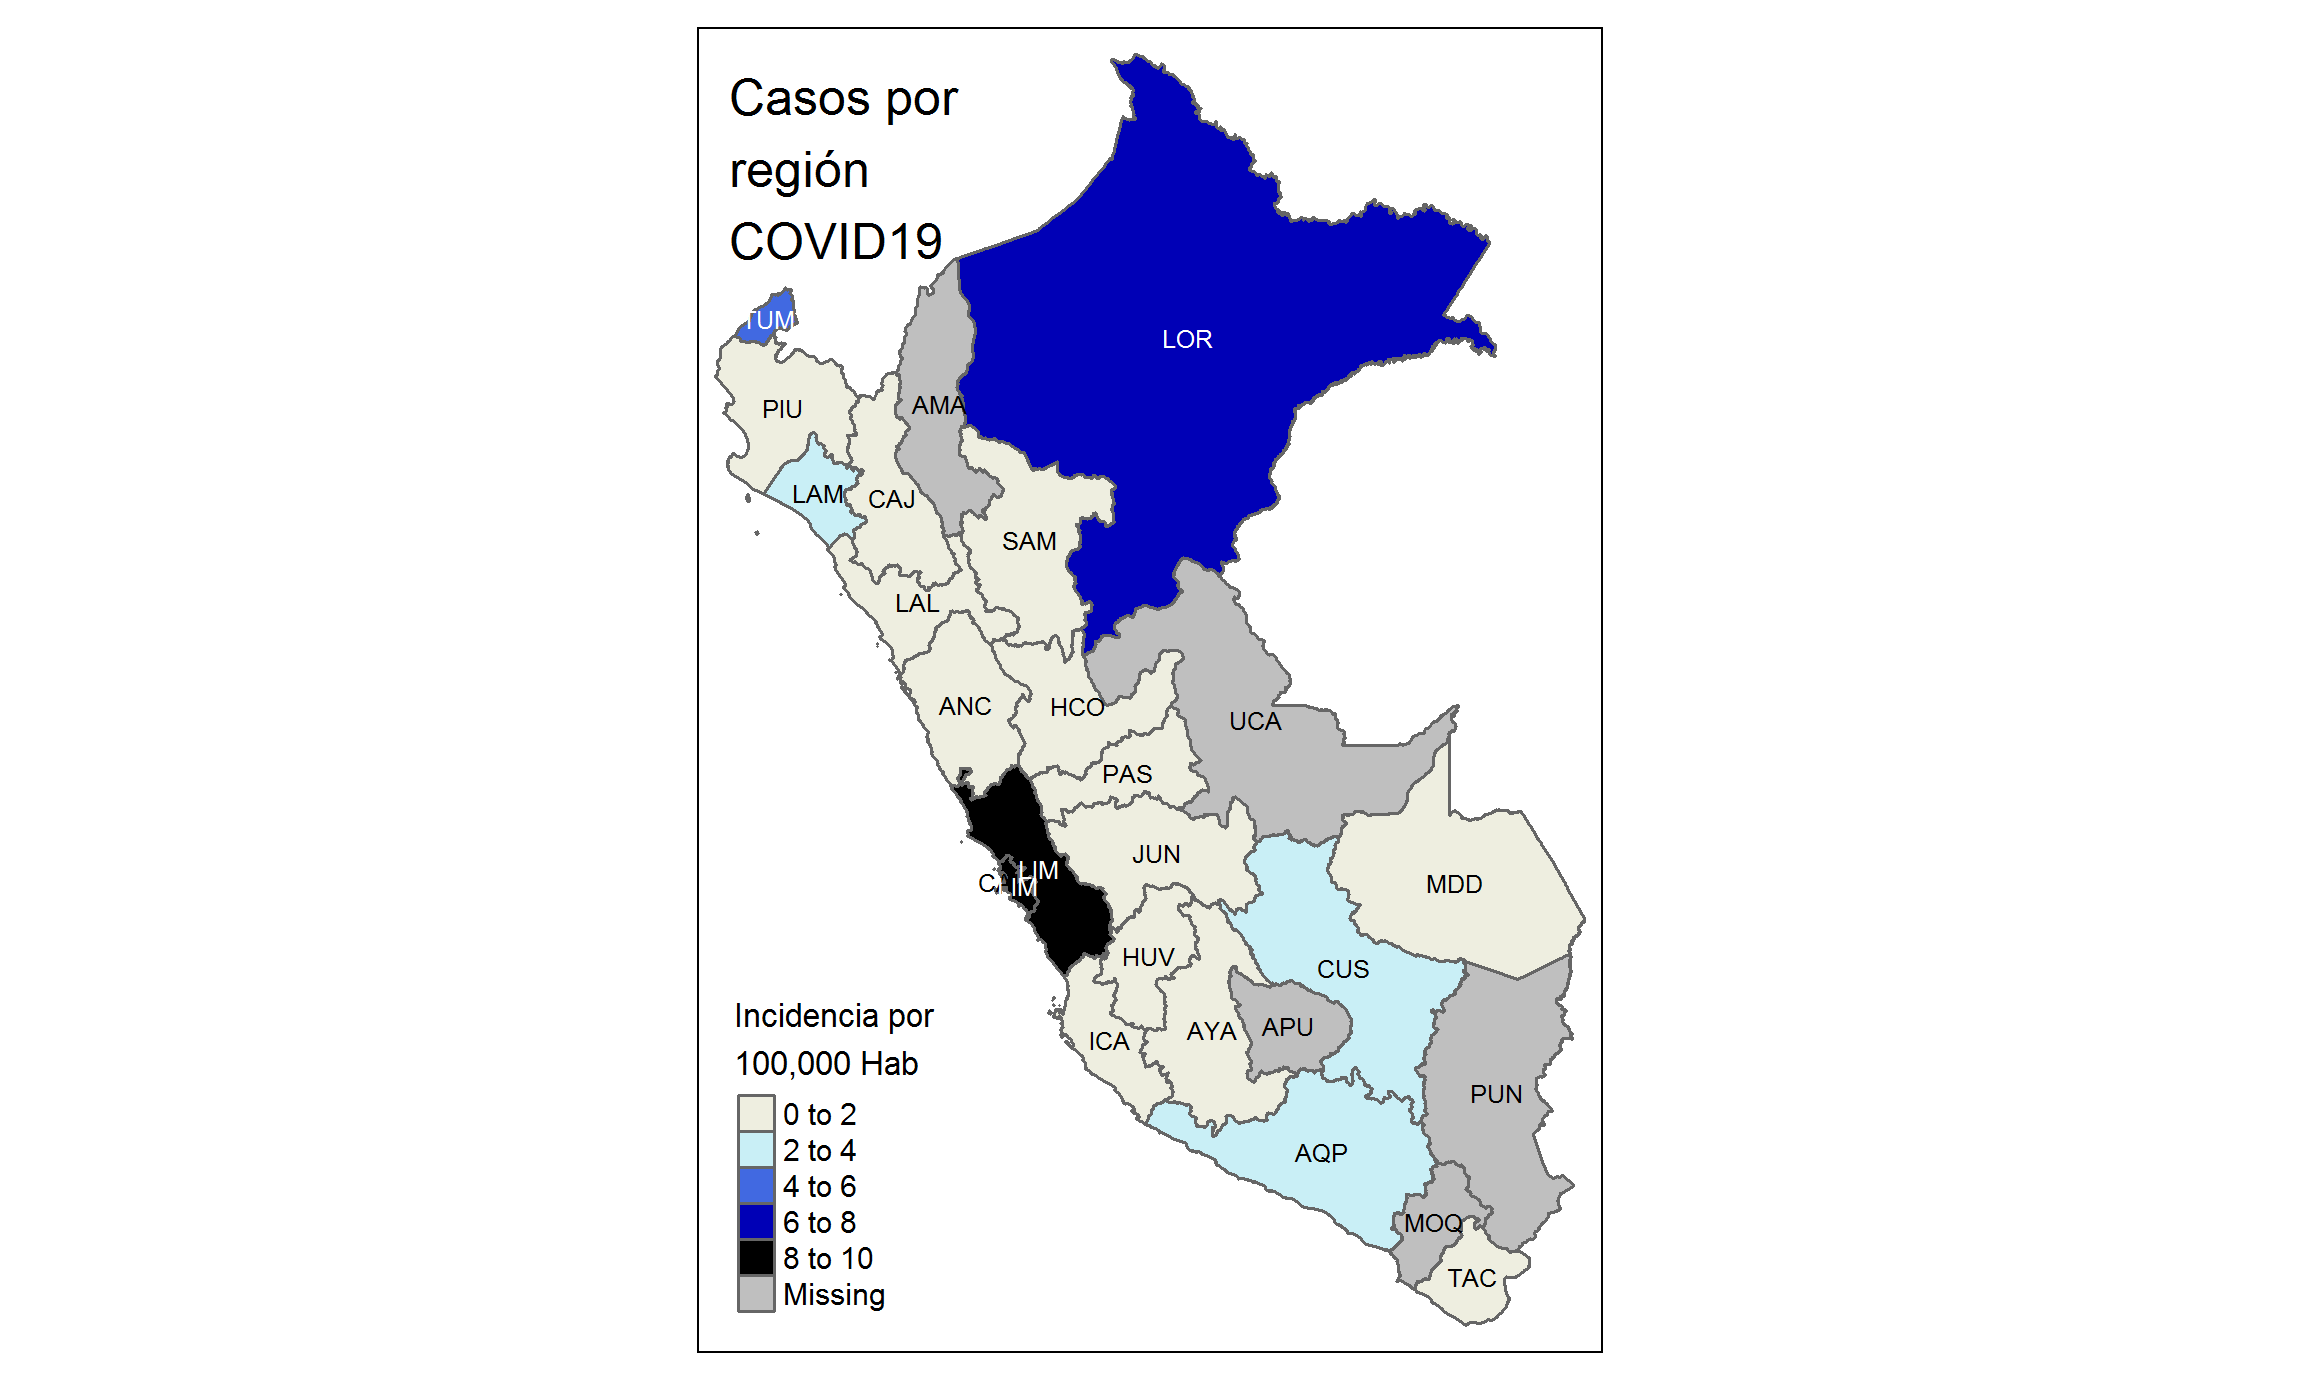 Casos por
región
COVID19
TUM
LOR
PIU
AMA
LAM
CAJ
SAM
LAL
ANC
HCO
UCA
PAS
JUN
LIM
MDD
HUV
CUS
APU
AYA
ICA
PUN
AQP
MOQ
TAC
Incidencia por
100,000 Hab
0 to 2
2 to 4
4 to 6
6 to 8
8 to 10
Missing